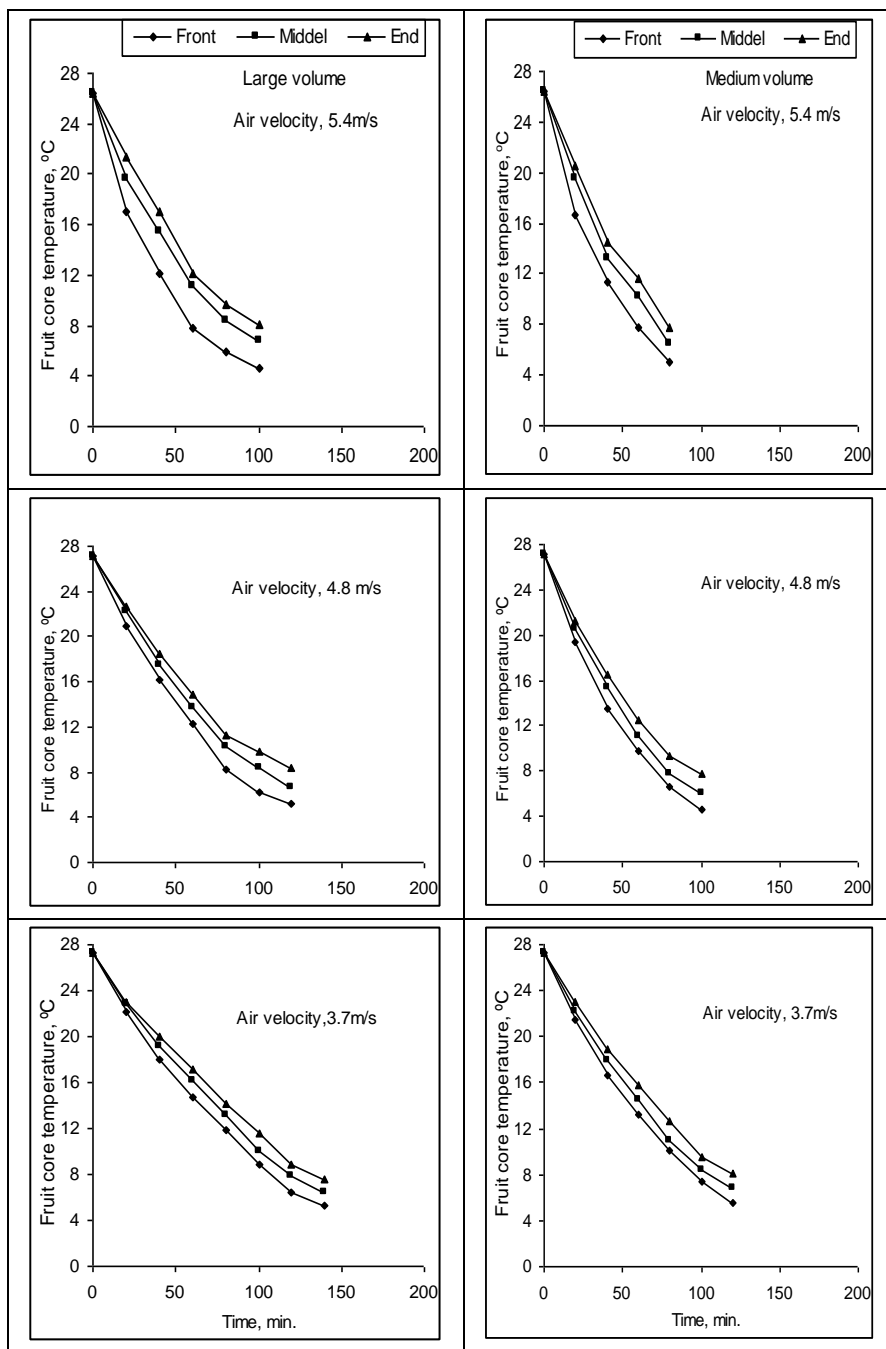 Front Middel End
Large volume
Air velocity, 5.4m/s
Fruit core temperature, ºC
28
24
20
16
12
8
4
0
0 50 100 150 200
Front Middel End
Medium volume
Air velocity, 5.4 m/s
Fruit core temperature, ºC
28
24
20
16
12
8
4
0
0 50 100 150 200
Air velocity, 4.8 m/s
Fruit core temperature, ºC
28
24
20
16
12
8
4
0
0 50 100 150 200
Air velocity, 4.8 m/s
Fruit core temperature, ºC
28
24
20
16
12
8
4
0
0 50 100 150 200
Air velocity,3.7m/s
Fruit core temperature, ºC
28
24
20
16
12
8
4
0
0 50 100 150 200
Time, min.
Air velocity, 3.7m/s
Fruit core temperature, ºC
28
24
20
16
12
8
4
0
0 50 100 150 200
Time, min.